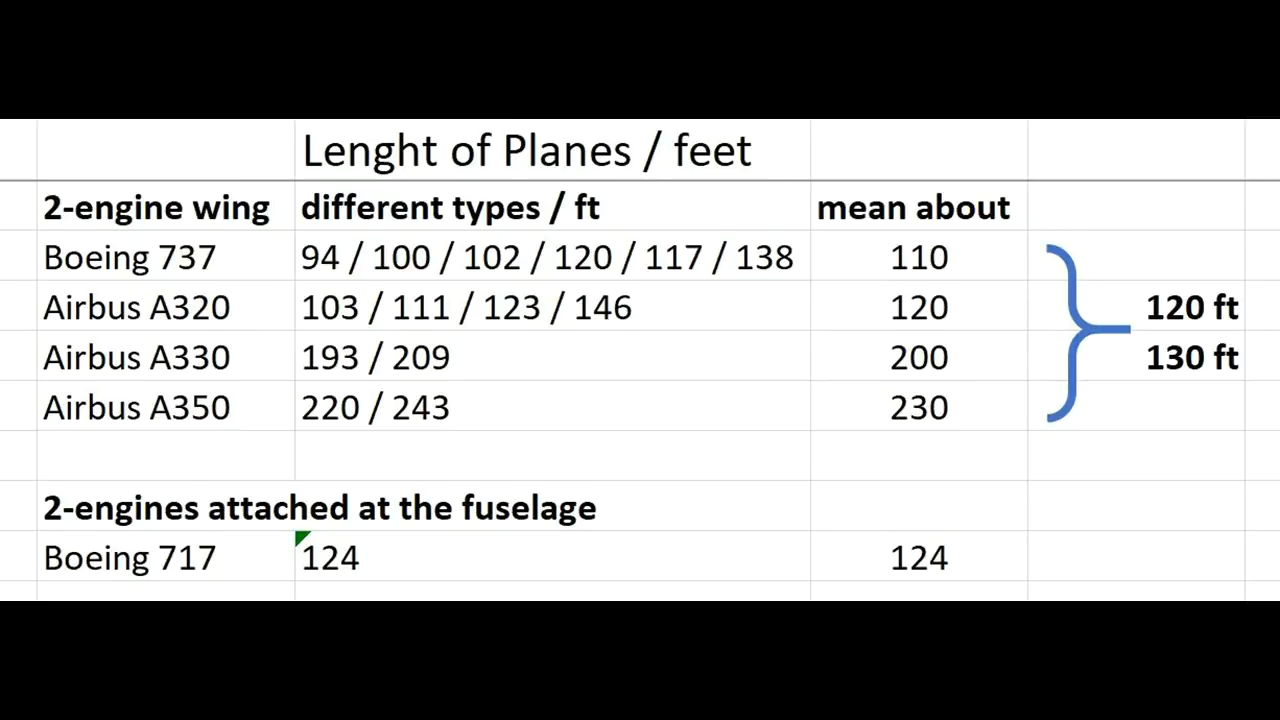 Lenght of Planes / feet
2-engine wing different types / ft mean about
Boeing 737 94 / 100 / 102 / 120 / 117 / 138 110
Airbus A320 103 / 111 / 123 / 146 120 120 ft
Airbus A330 193 / 209 200 130 ft
Airbus A350 220 / 243 230
2-engines attached at the fuselage
Boeing 717 124 124